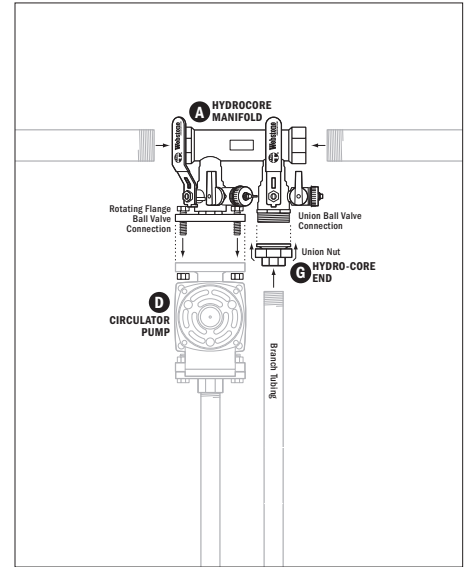 A HYDROCORE
MANIFOLD
Webstone
Webstone
Rotating Flange
Ball Valve
Connection
Union Ball Valve
Connection
Union Nut
G HYDRO-CORE
END
D
CIRCULATOR
PUMP
Branch Tubing